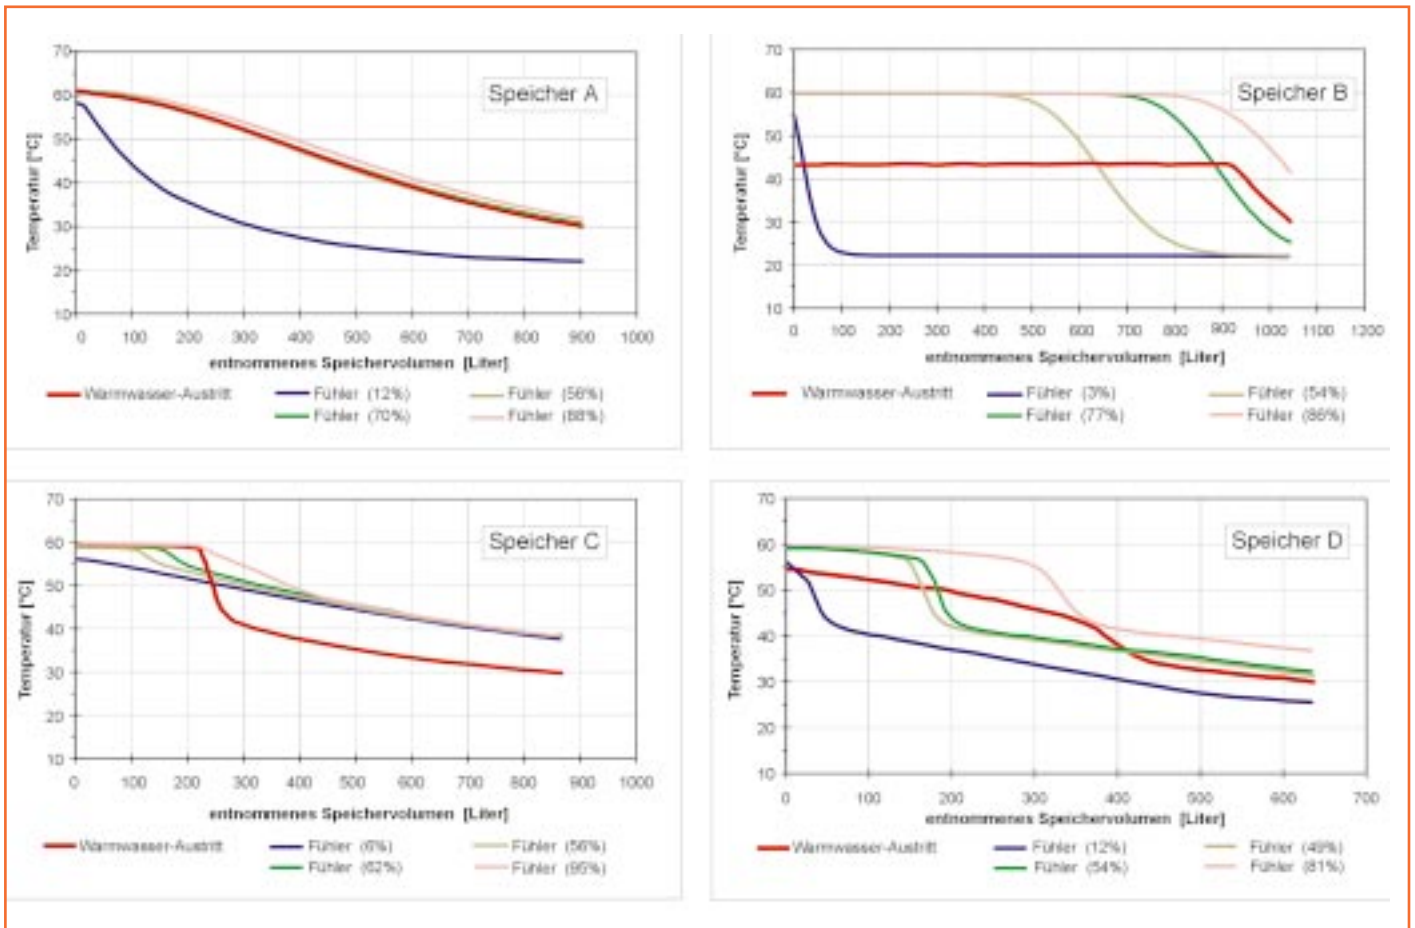 Speicher A
Temperatur [°C]
70
60
50
40
30
20
10
0 100 200 300 400 500 600 700 800 900 1000
entnommenes Speichervolumen [Liter]
Warmwasser-Austritt Fühler (12%) Fühler (56%)
Fühler (70%) Fühler (88%)
Speicher B
Temperatur [°C]
70
60
50
40
30
20
10
0 100 200 300 400 500 600 700 800 900 1000 1100 1200
entnommenes Speichervolumen [Liter]
Warmwasser-Austritt Fühler (3%) Fühler (54%)
Fühler (77%) Fühler (86%)
Speicher C
Temperatur [°C]
70
60
50
40
30
20
10
0 100 200 300 400 500 600 700 800 900 1000
entnommenes Speichervolumen [Liter]
Warmwasser-Austritt Fühler (6%) Fühler (56%)
Fühler (62%) Fühler (95%)
Speicher D
Temperatur [°C]
70
60
50
40
30
20
10
0 100 200 300 400 500 600 700
entnommenes Speichervolumen [Liter]
Warmwasser-Austritt Fühler (12%) Fühler (49%)
Fühler (54%) Fühler (81%)